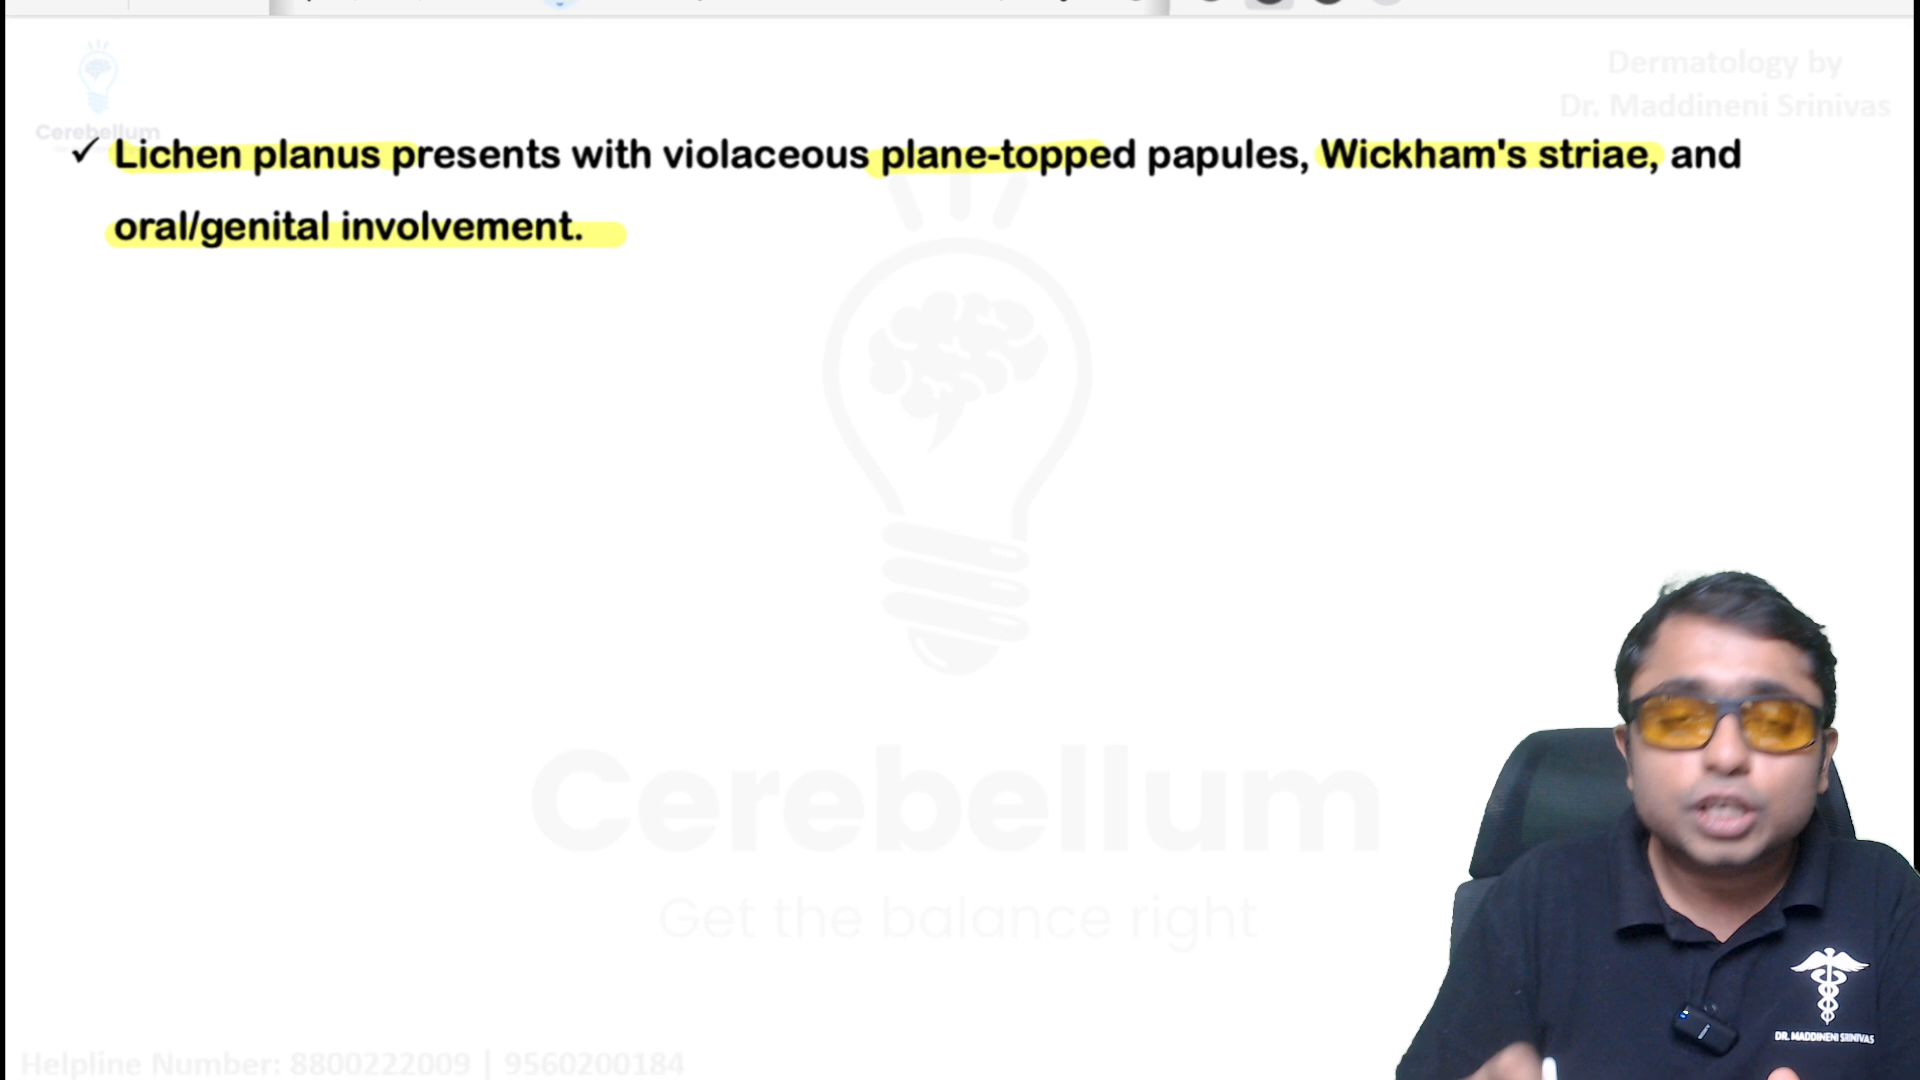 Dermatology by
Dr. Maddineni Srinivas
Cerebellum
✓ Lichen planus presents with violaceous plane-topped papules, Wickham's striae, and
oral/genital involvement.
Cerebellum
Get the balance right
DR. MADDINENI SRINIVAS
Helpline Number: 8800222009 | 9560200184